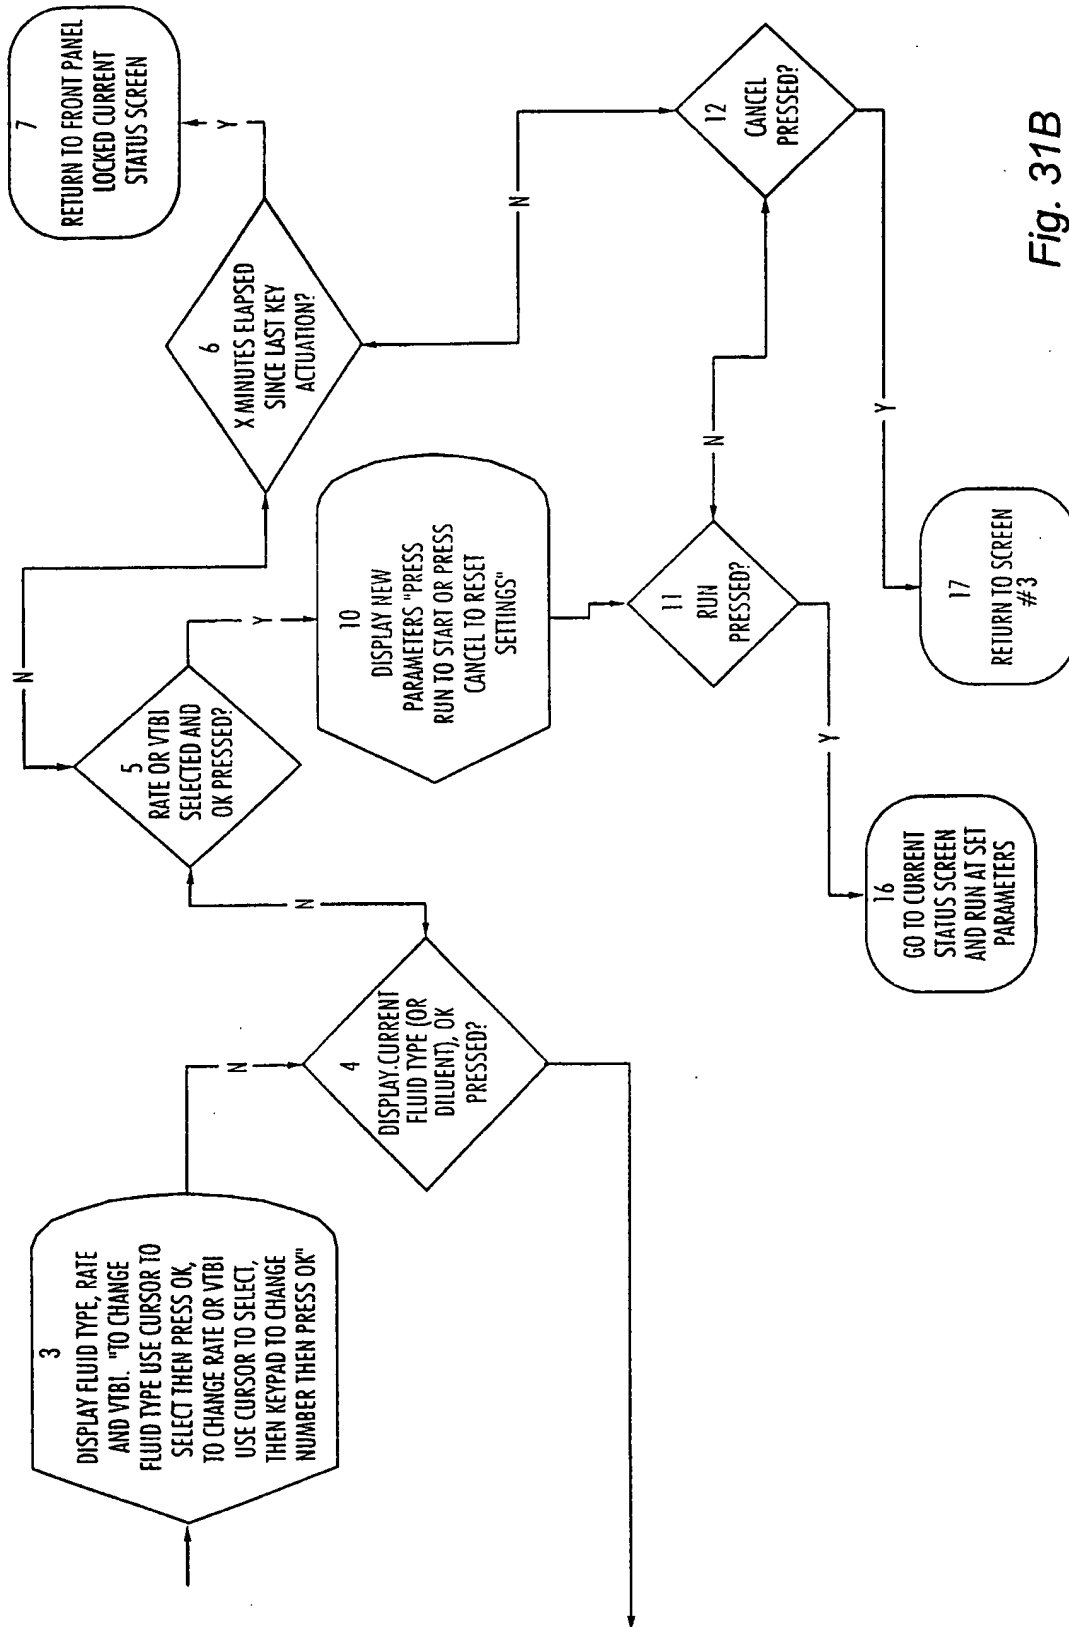 3
DISPLAY FLUID TYPE, RATE
AND VTBI. "TO CHANGE
FLUID TYPE USE CURSOR TO
SELECT THEN PRESS OK,
TO CHANGE RATE OR VTBI
USE CURSOR TO SELECT,
THEN KEYPAD TO CHANGE
NUMBER THEN PRESS OK"
N
4
DISPLAY.CURRENT
FLUID TYPE (OR
DILUENT), OK
PRESSED?
N
5
RATE OR VTBI
SELECTED AND
OK PRESSED?
N
Y
6
X MINUTES ELAPSED
SINCE LAST KEY
ACTUATION?
Y
7
RETURN TO FRONT PANEL
LOCKED CURRENT
STATUS SCREEN
N
10
DISPLAY NEW
PARAMETERS "PRESS
RUN TO START OR PRESS
CANCEL TO RESET
SETTINGS"
11
RUN
PRESSED?
N
12
CANCEL
PRESSED?
Y
16
GO TO CURRENT
STATUS SCREEN
AND RUN AT SET
PARAMETERS
Y
17
RETURN TO SCREEN
#3
Fig. 31B